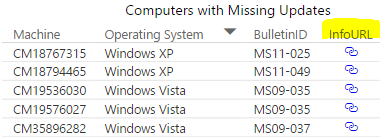 Computers with Missing Updates
Machine Operating System BulletinID InfoURL
CM18767315 Windows XP MS11-025
CM18794465 Windows XP MS11-049
CM19536030 Windows Vista MS09-035
CM19576027 Windows Vista MS09-035
CM35896282 Windows Vista MS09-037